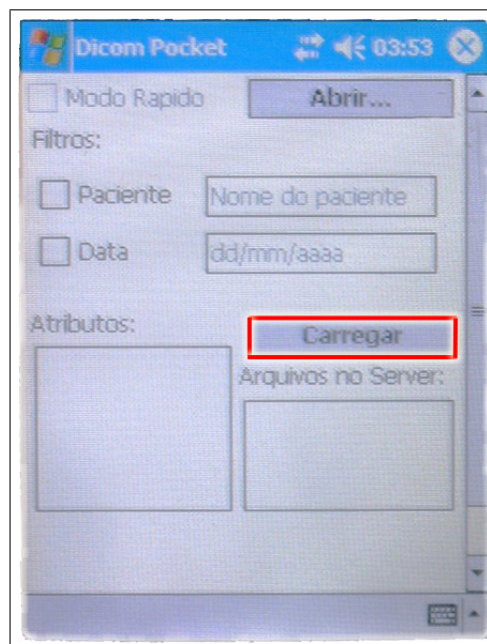 Dicom Pocket 03:53
Modo Rapido Abrir...
Filtros:
Paciente Nome do paciente
Data dd/mm/aaaa
Atributos: Carregar
Arquivos no Server: